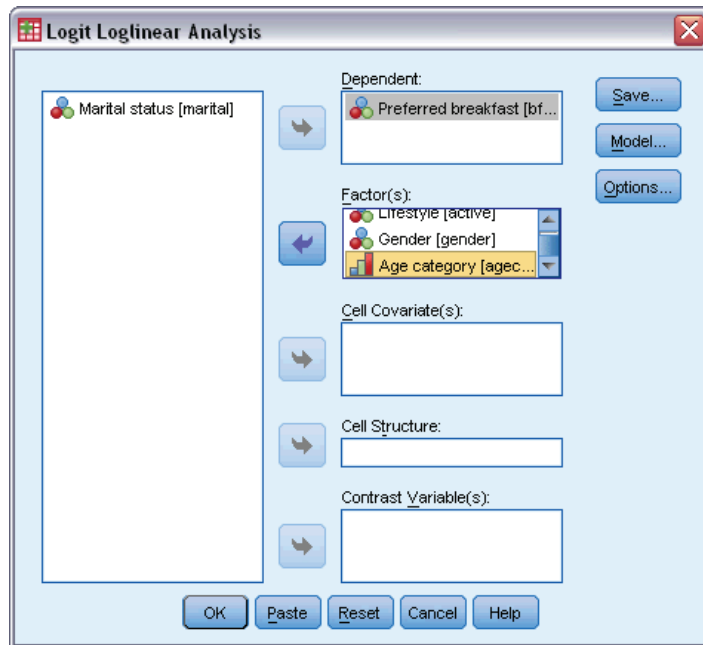 Logit Loglinear Analysis
Marital status [marital]
Dependent:
Preferred breakfast [bf...
Factor(s):
Lifestyle [active]
Gender [gender]
Age category [agec...
Cell Covariate(s):
Cell Structure:
Contrast Variable(s):
Save...
Model...
Options...
OK
Paste
Reset
Cancel
Help